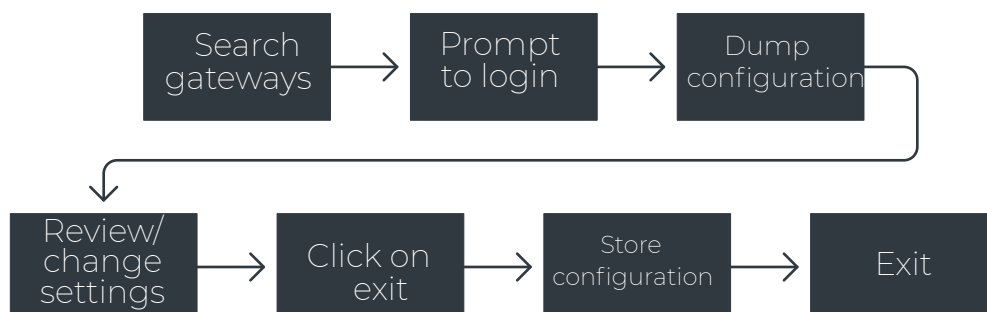 Search
gateways
Prompt
to login
Dump
configuration
Review/
change
settings
Click on
exit
Store
configuration
Exit